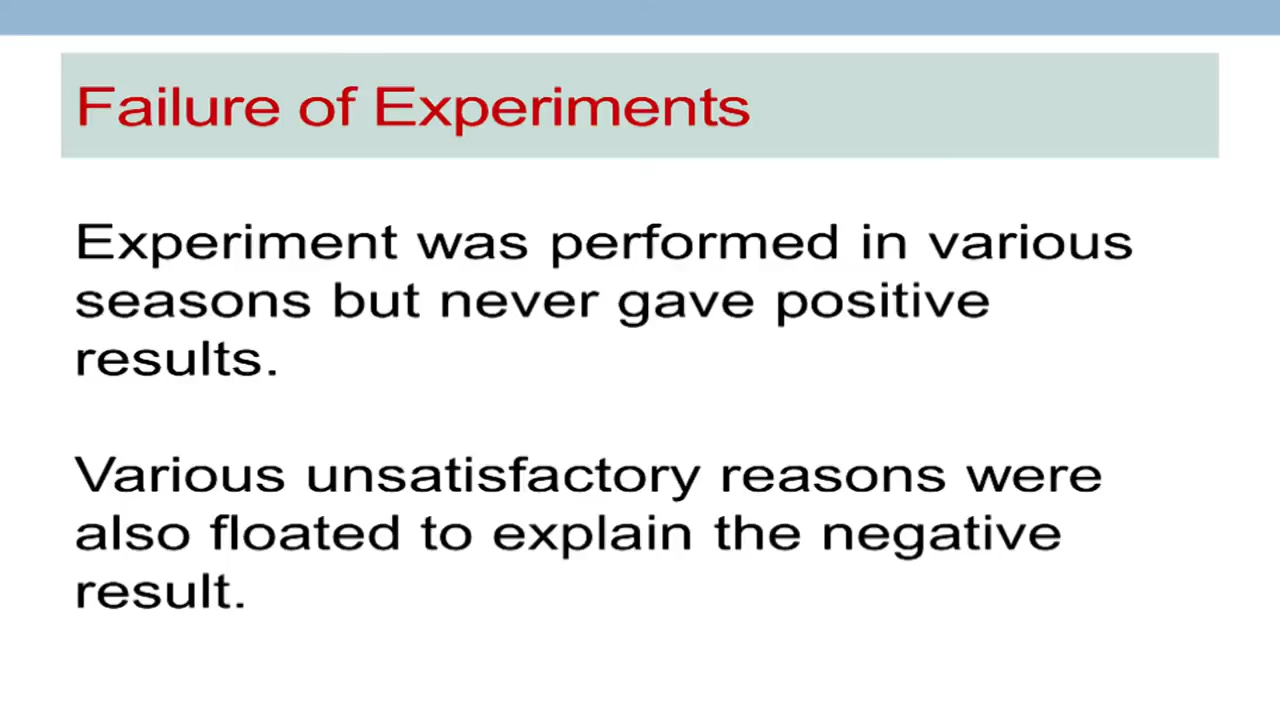 Failure of Experiments
Experiment was performed in various
seasons but never gave positive
results.
Various unsatisfactory reasons were
also floated to explain the negative
result.